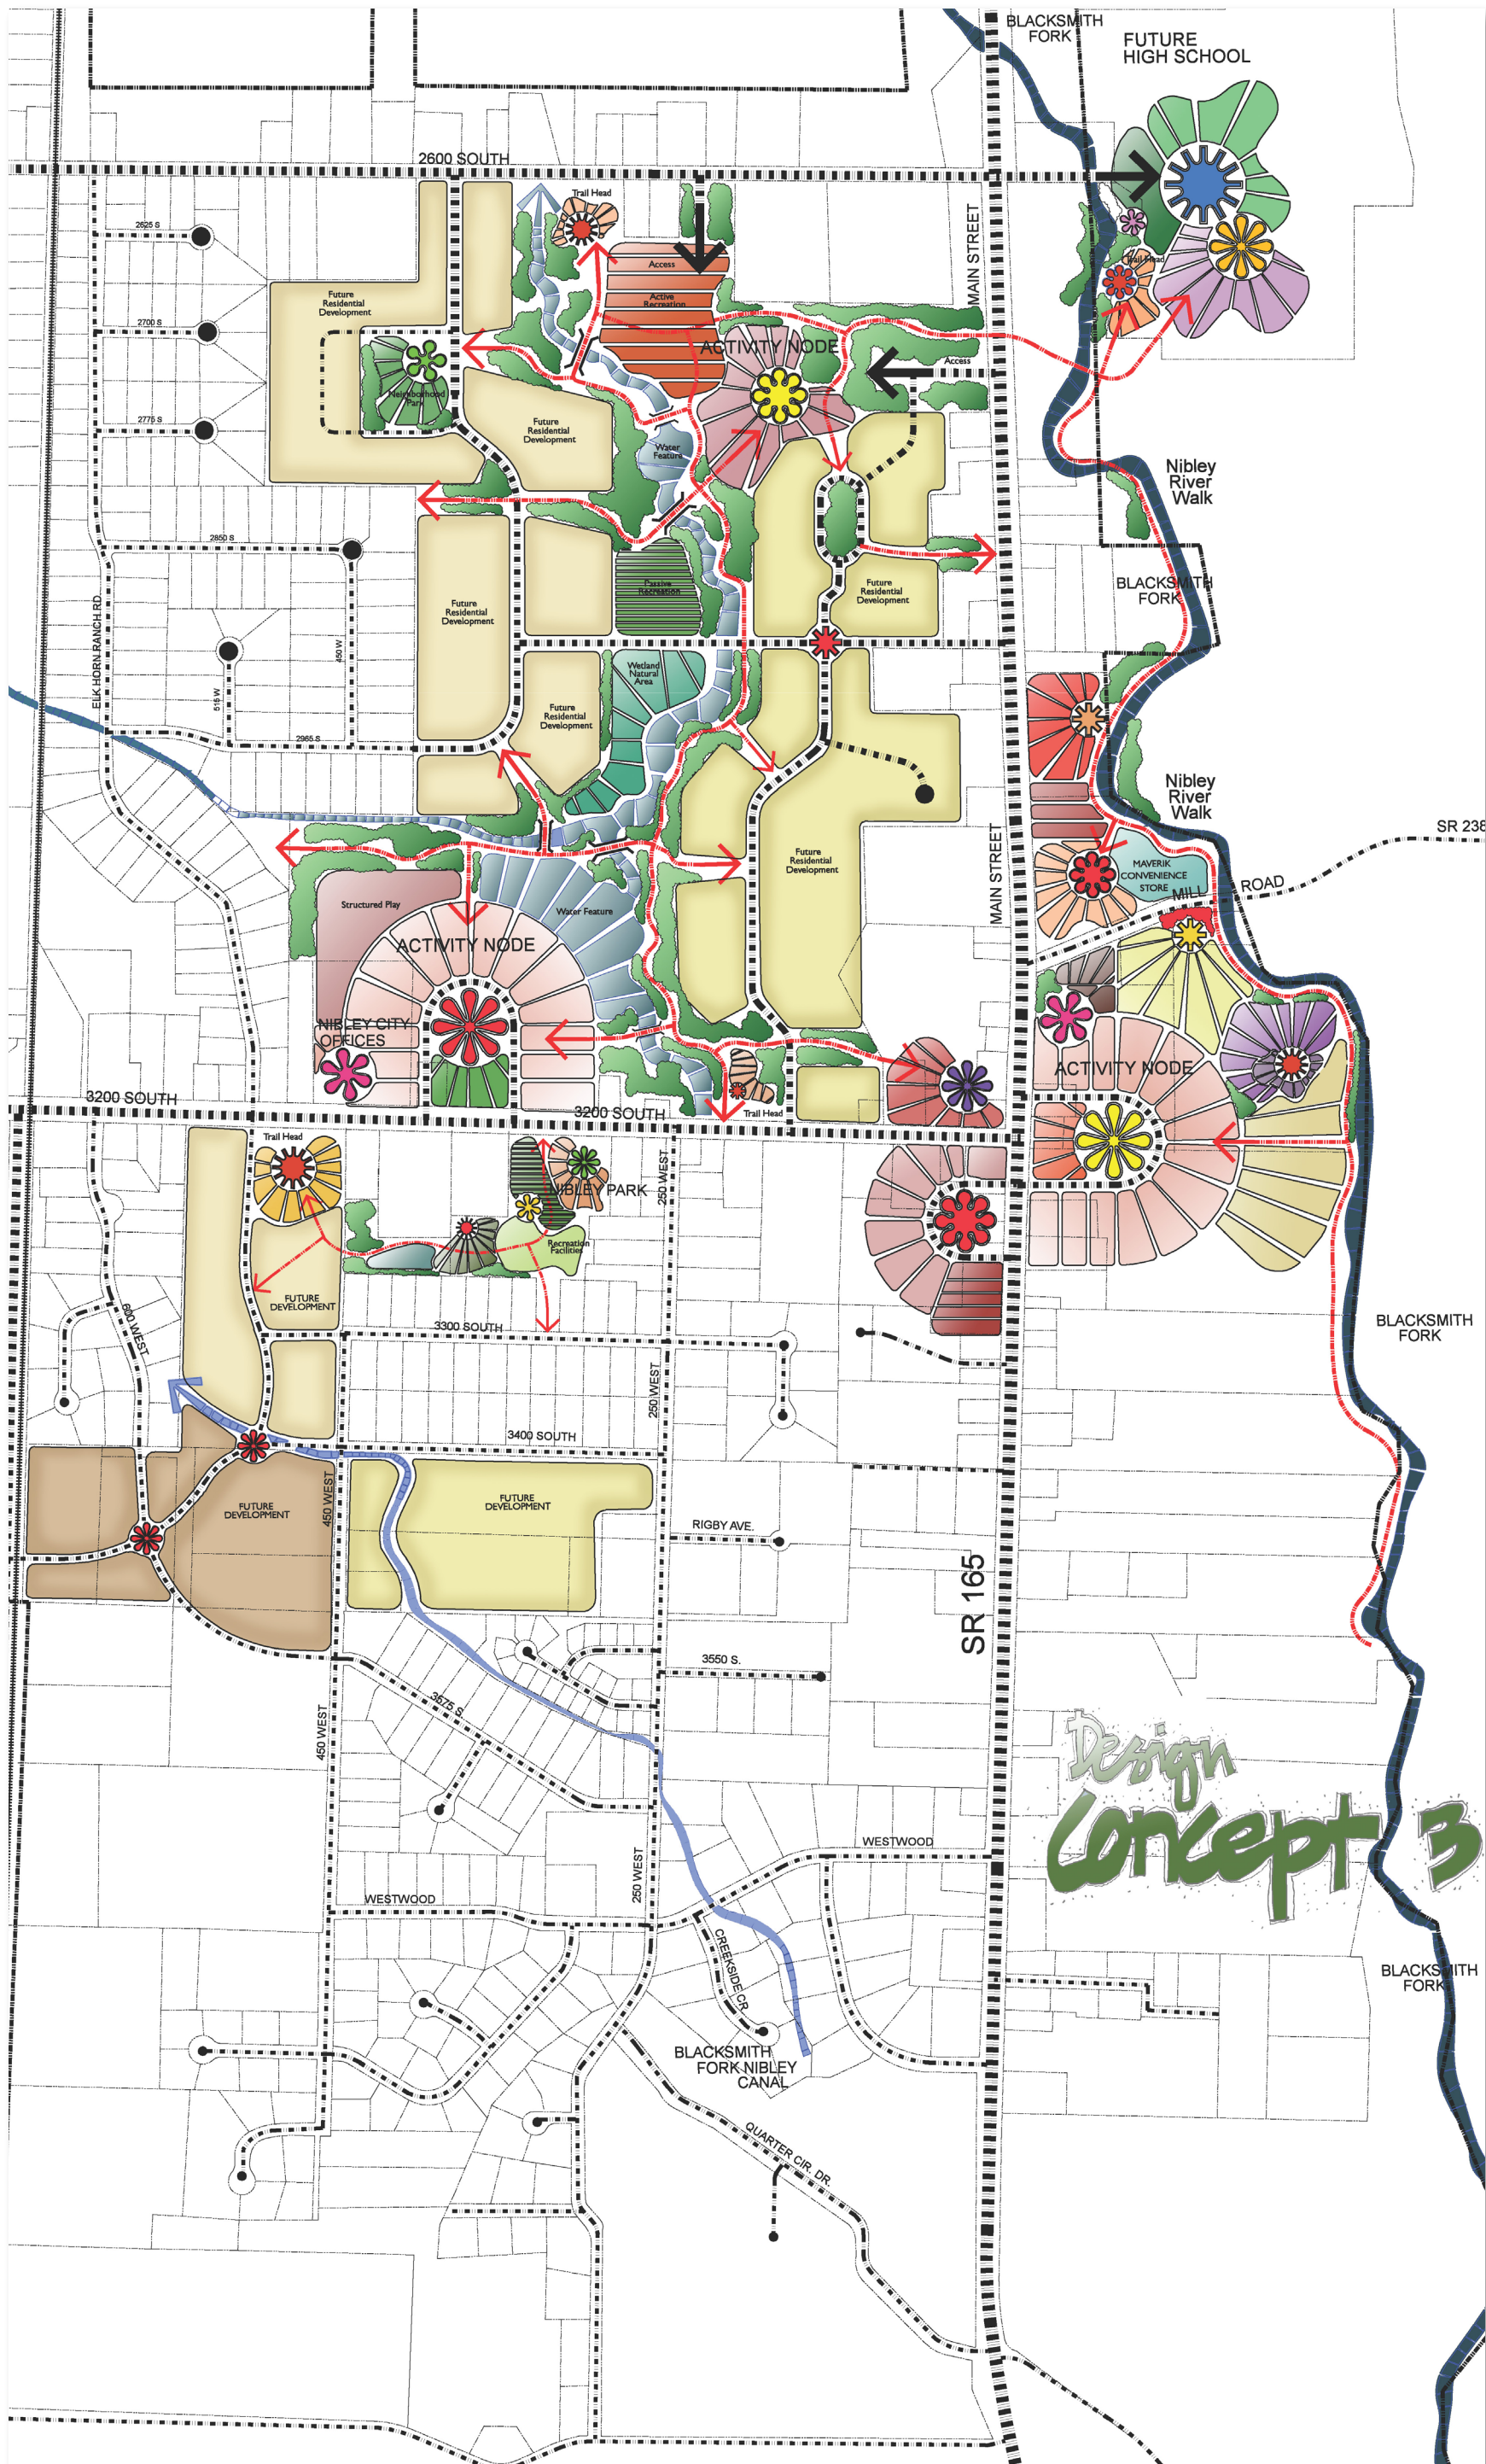 BLACKSMITH
FORK
FUTURE
HIGH SCHOOL
2600 SOUTH
Trail Head
2625 S
MAIN STREET
Access
Trail Head
Future
Residential
Development
Active
Recreation
2700 S
ACTIVITY NODE
Access
Neighborhood
Park
2775 S
Future
Residential
Development
Water
Feature
Nibley
River
Walk
2850 S
Passive
Recreation
Future
Residential
Development
BLACKSMITH
FORK
ELK HORN RANCH RD.
Future
Residential
Development
450 W
515 W
Wetland
Natural
Area
Future
Residential
Development
2965 S
Nibley
River
Walk
SR 238
MAIN STREET
Future
Residential
Development
MAVERIK
CONVENIENCE
STORE
MILL ROAD
Structured Play
Water Feature
ACTIVITY NODE
NIBLEY CITY
OFFICES
ACTIVITY NODE
3200 SOUTH
3200 SOUTH
Trail Head
Trail Head
250 WEST
NIBLEY PARK
Recreation
Facilities
FUTURE
DEVELOPMENT
600 WEST
3300 SOUTH
BLACKSMITH
FORK
250 WEST
3400 SOUTH
450 WEST
FUTURE
DEVELOPMENT
FUTURE
DEVELOPMENT
RIGBY AVE.
SR 165
3550 S.
3575 S
450 WEST
Design
Concept 3
WESTWOOD
250 WEST
WESTWOOD
CREEKSIDE CR.
BLACKSMITH
FORK
BLACKSMITH
FORK NIBLEY
CANAL
QUARTER CIR. DR.